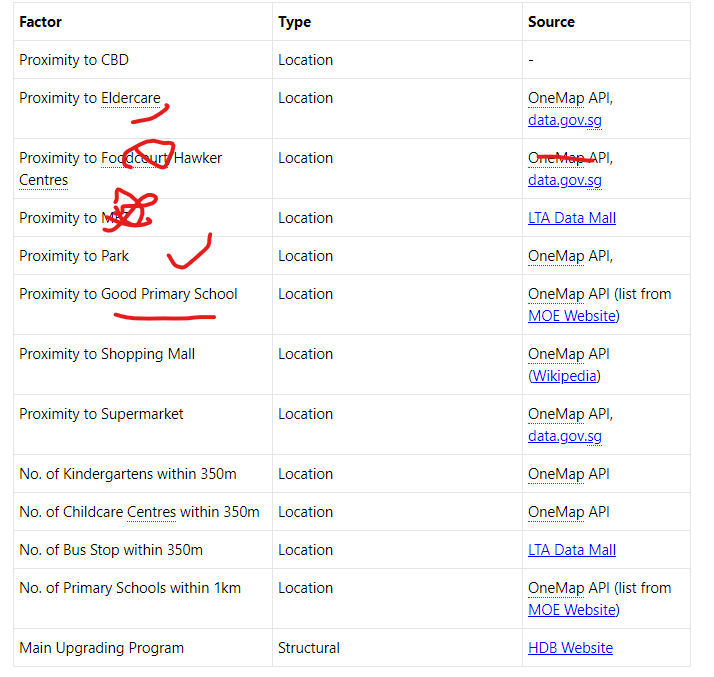 Factor Type Source
Proximity to CBD Location -
Proximity to Eldercare Location OneMap API,
data.gov.sg
Proximity to Foodcourt/Hawker Location OneMap API,
Centres data.gov.sg
Proximity to Location LTA Data Mall
Proximity to Park Location OneMap API,
Proximity to Good Primary School Location OneMap API (list from
MOE Website)
Proximity to Shopping Mall Location OneMap API
(Wikipedia)
Proximity to Supermarket Location OneMap API,
data.gov.sg
No. of Kindergartens within 350m Location OneMap API
No. of Childcare Centres within 350m Location OneMap API
No. of Bus Stop within 350m Location LTA Data Mall
No. of Primary Schools within 1km Location OneMap API (list from
MOE Website)
Main Upgrading Program Structural HDB Website